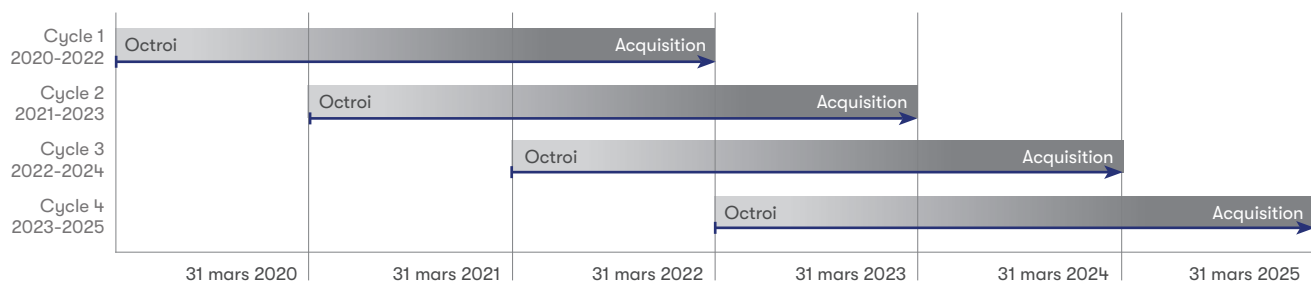 Cycle 1
2020-2022
Octroi
Acquisition
Cycle 2
2021-2023
Octroi
Acquisition
Cycle 3
2022-2024
Octroi
Acquisition
Cycle 4
2023-2025
Octroi
Acquisition
31 mars 2020
31 mars 2021
31 mars 2022
31 mars 2023
31 mars 2024
31 mars 2025